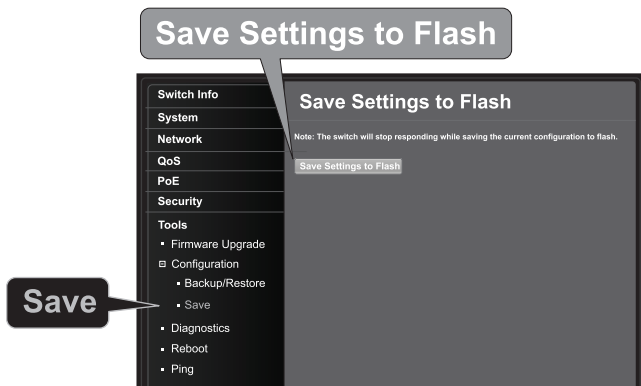 Save Settings to Flash
Switch Info
System
Network
QoS
PoE
Security
Tools
Firmware Upgrade
Configuration
Backup/Restore
Save
Diagnostics
Reboot
Ping
Save
Save Settings to Flash
Note: The switch will stop responding while saving the current configuration to flash.
Save Settings to Flash